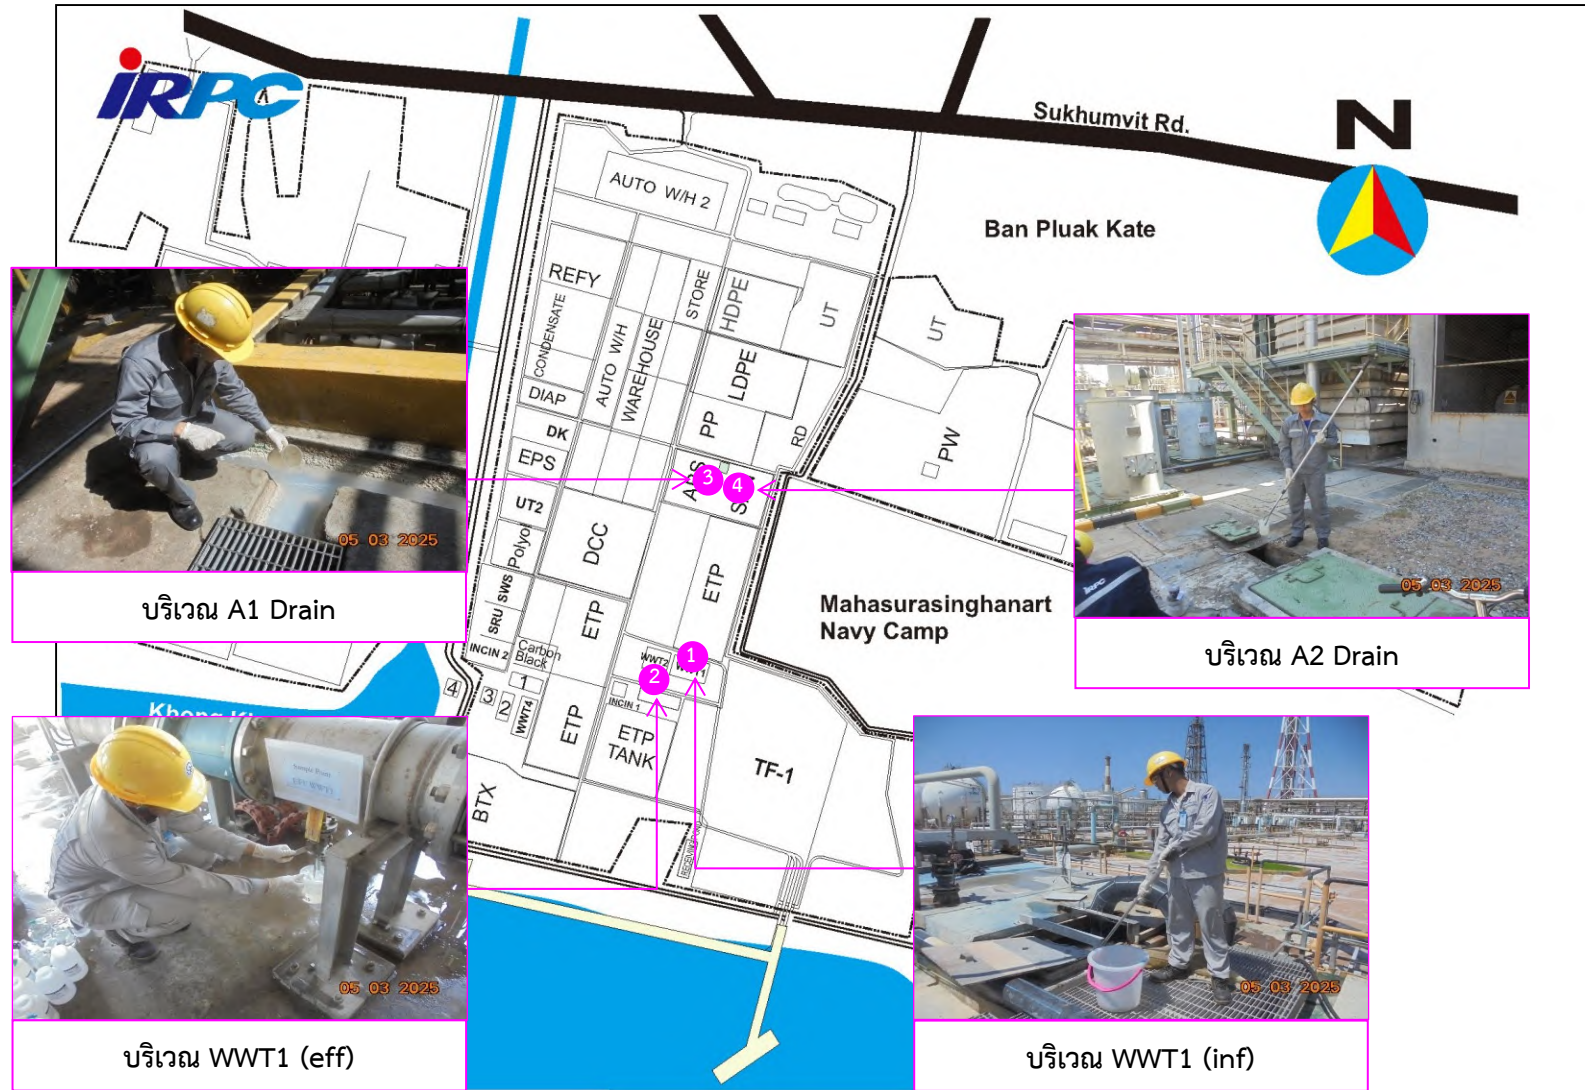 IRPC
Sukhumvit Rd.
N
AUTO W/H 2
Ban Pluak Kate
REFY
CONDENSATE
DIAP
AUTO W/H
WAREHOUSE
STORE
HDPE
UT
UT
LDPE
PP
RD
PW
DK
EPS
UT2
Polyol
DCC
3
4
ETP
SWS
SRU
INCIN 2
Carbon
Black
ETP
Mahasurasinghanart
Navy Camp
WWT2
1
2
4
3
2
1
WWT4
ETP
INCIN 1
ETP
TANK
TF-1
BTX
RECEIVING POND
05 03 2025
บริเวณ A1 Drain
IRPC
05 03 2025
บริเวณ A2 Drain
Sample Point
05 03 2025
บริเวณ WWT1 (eff)
05 03 2025
บริเวณ WWT1 (inf)